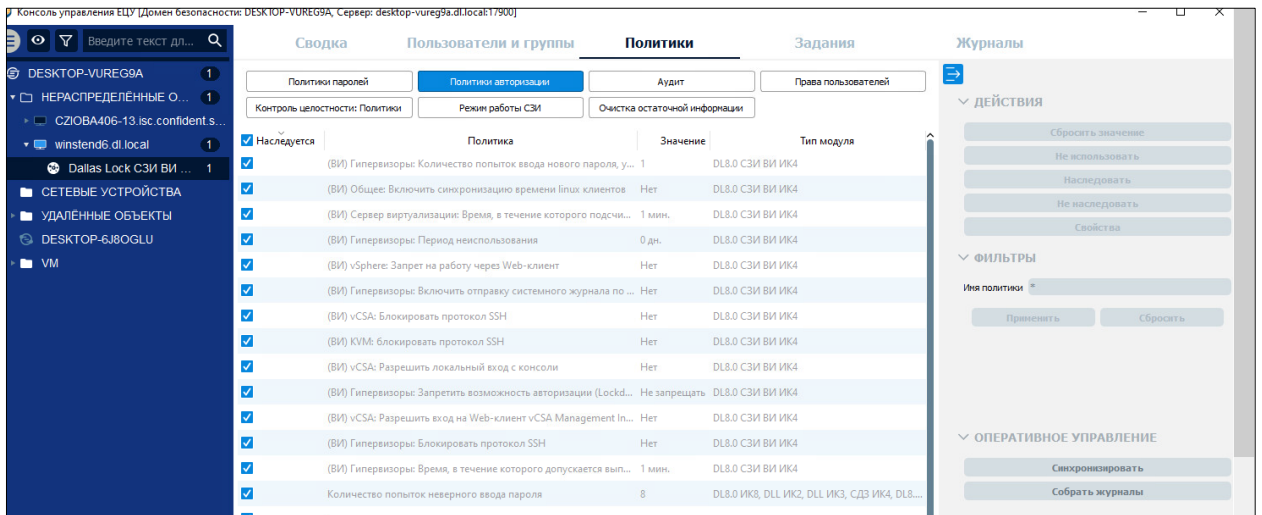 Консоль управления ЕЦУ [Домен безопасности: DESKTOP-VUREG9A, Сервер: desktop-vureg9a.dl.local:17900]
Введите текст дл...
Сводка Пользователи и группы Политики Задания Журналы
DESKTOP-VUREG9A 1
НЕРАСПРЕДЕЛЁННЫЕ О... 1
CZIOBA406-13.isc.confident.s...
winstend6.dl.local 1
Dallas Lock СЗИ ВИ ... 1
СЕТЕВЫЕ УСТРОЙСТВА
УДАЛЁННЫЕ ОБЪЕКТЫ
DESKTOP-6J8OGLU
VM
Политики паролей Политики авторизации Аудит Права пользователей
Контроль целостности: Политики Режим работы СЗИ Очистка остаточной информации
Наследуется Политика Значение Тип модуля
(ВИ) Гипервизоры: Количество попыток ввода нового пароля, у... 1 DL8.0 СЗИ ВИ ИК4
(ВИ) Общее: Включить синхронизацию времени linux клиентов Нет DL8.0 СЗИ ВИ ИК4
(ВИ) Сервер виртуализации: Время, в течение которого подсчи... 1 мин. DL8.0 СЗИ ВИ ИК4
(ВИ) Гипервизоры: Период неиспользования 0 дн. DL8.0 СЗИ ВИ ИК4
(ВИ) vSphere: Запрет на работу через Web-клиент Нет DL8.0 СЗИ ВИ ИК4
(ВИ) Гипервизоры: Включить отправку системного журнала по ... Нет DL8.0 СЗИ ВИ ИК4
(ВИ) vCSA: Блокировать протокол SSH Нет DL8.0 СЗИ ВИ ИК4
(ВИ) KVM: блокировать протокол SSH Нет DL8.0 СЗИ ВИ ИК4
(ВИ) vCSA: Разрешить локальный вход с консоли Нет DL8.0 СЗИ ВИ ИК4
(ВИ) Гипервизоры: Запретить возможность авторизации (Lockd... Не запрещать DL8.0 СЗИ ВИ ИК4
(ВИ) vCSA: Разрешить вход на Web-клиент vCSA Management In... Нет DL8.0 СЗИ ВИ ИК4
(ВИ) Гипервизоры: Блокировать протокол SSH Нет DL8.0 СЗИ ВИ ИК4
(ВИ) Гипервизоры: Время, в течение которого допускается вып... 1 мин. DL8.0 СЗИ ВИ ИК4
Количество попыток неверного ввода пароля 8 DL8.0 ИК8, DLL ИК2, DLL ИК3, СДЗ ИК4, DL8....
ДЕЙСТВИЯ
Сбросить значение
Не использовать
Наследовать
Не наследовать
Свойства
ФИЛЬТРЫ
Имя политики *
Применить Сбросить
ОПЕРАТИВНОЕ УПРАВЛЕНИЕ
Синхронизировать
Собрать журналы